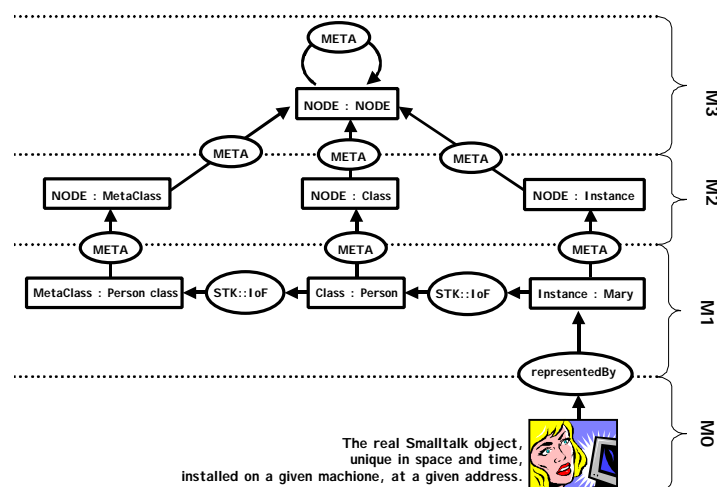 META
NODE : NODE
M3
META
META
META
NODE : MetaClass
NODE : Class
NODE : Instance
M2
META
META
META
MetaClass : Person class
STK::IoF
Class : Person
STK::IoF
Instance : Mary
M1
representedBy
The real Smalltalk object,
unique in space and time,
installed on a given machione, at a given address.
M0